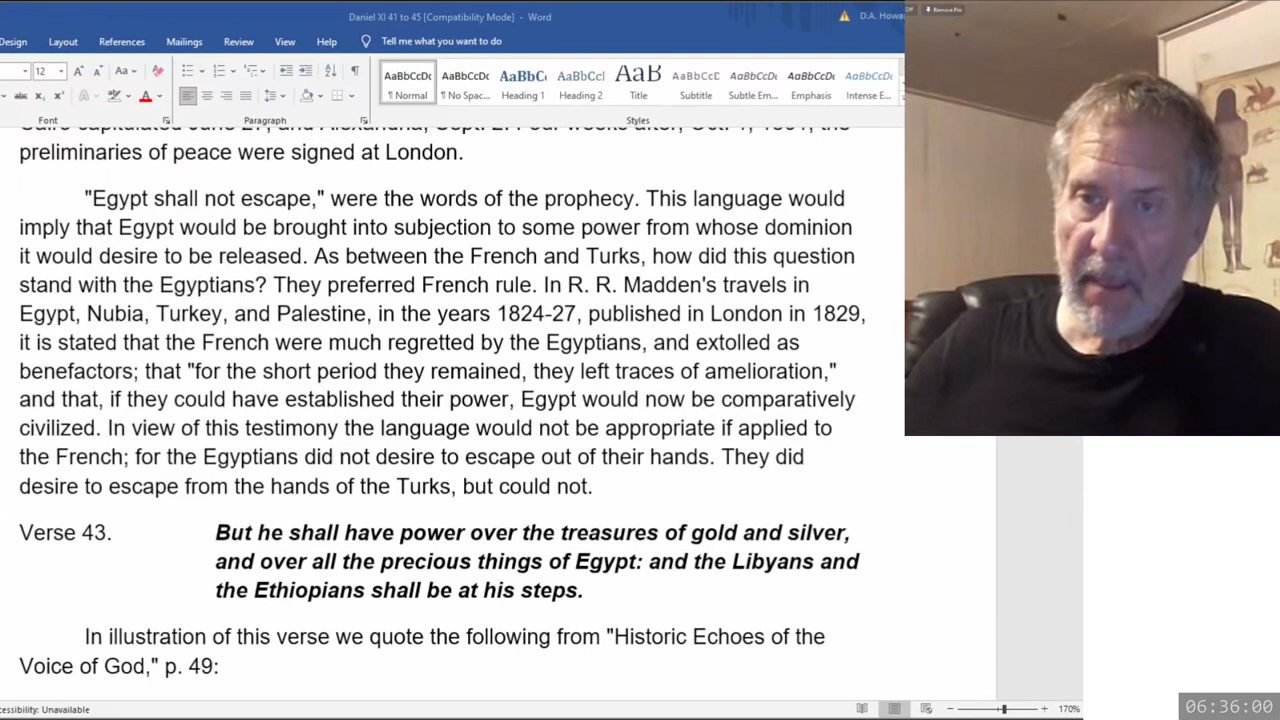 Daniel XI 41 to 45 [Compatibility Mode] - Word
D.A. Howa
Remove Pin
Design Layout References Mailings Review View Help Tell me what you want to do
12 Aa
AaBbCcDc AaBbCcDc AaBbC AaBbCcI AaB AaBbCcD AaBbCcDc AaBbCcDc AaBbCcDc
¶ Normal ¶ No Spac... Heading 1 Heading 2 Title Subtitle Subtle Em... Emphasis Intense E...
Font Paragraph Styles
preliminaries of peace were signed at London.
"Egypt shall not escape," were the words of the prophecy. This language would
imply that Egypt would be brought into subjection to some power from whose dominion
it would desire to be released. As between the French and Turks, how did this question
stand with the Egyptians? They preferred French rule. In R. R. Madden's travels in
Egypt, Nubia, Turkey, and Palestine, in the years 1824-27, published in London in 1829,
it is stated that the French were much regretted by the Egyptians, and extolled as
benefactors; that "for the short period they remained, they left traces of amelioration,"
and that, if they could have established their power, Egypt would now be comparatively
civilized. In view of this testimony the language would not be appropriate if applied to
the French; for the Egyptians did not desire to escape out of their hands. They did
desire to escape from the hands of the Turks, but could not.
Verse 43. But he shall have power over the treasures of gold and silver,
and over all the precious things of Egypt: and the Libyans and
the Ethiopians shall be at his steps.
In illustration of this verse we quote the following from "Historic Echoes of the
Voice of God," p. 49:
cessibility: Unavailable
170%
06:36:00